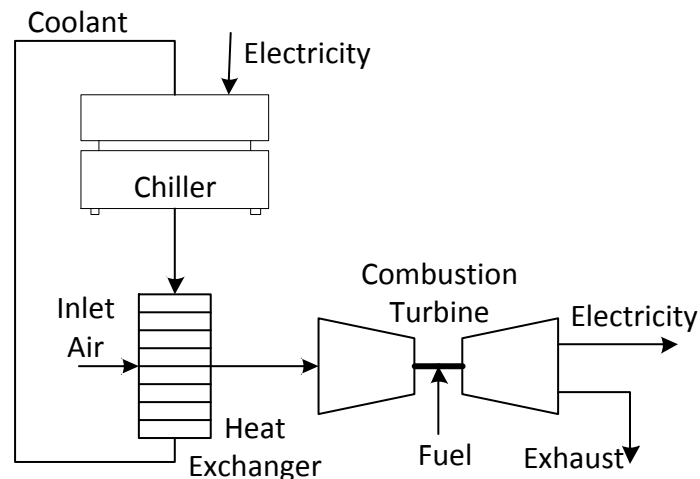 Coolant
Electricity
Chiller
Combustion
Turbine
Inlet
Air
Electricity
Heat
Exchanger
Fuel
Exhaust